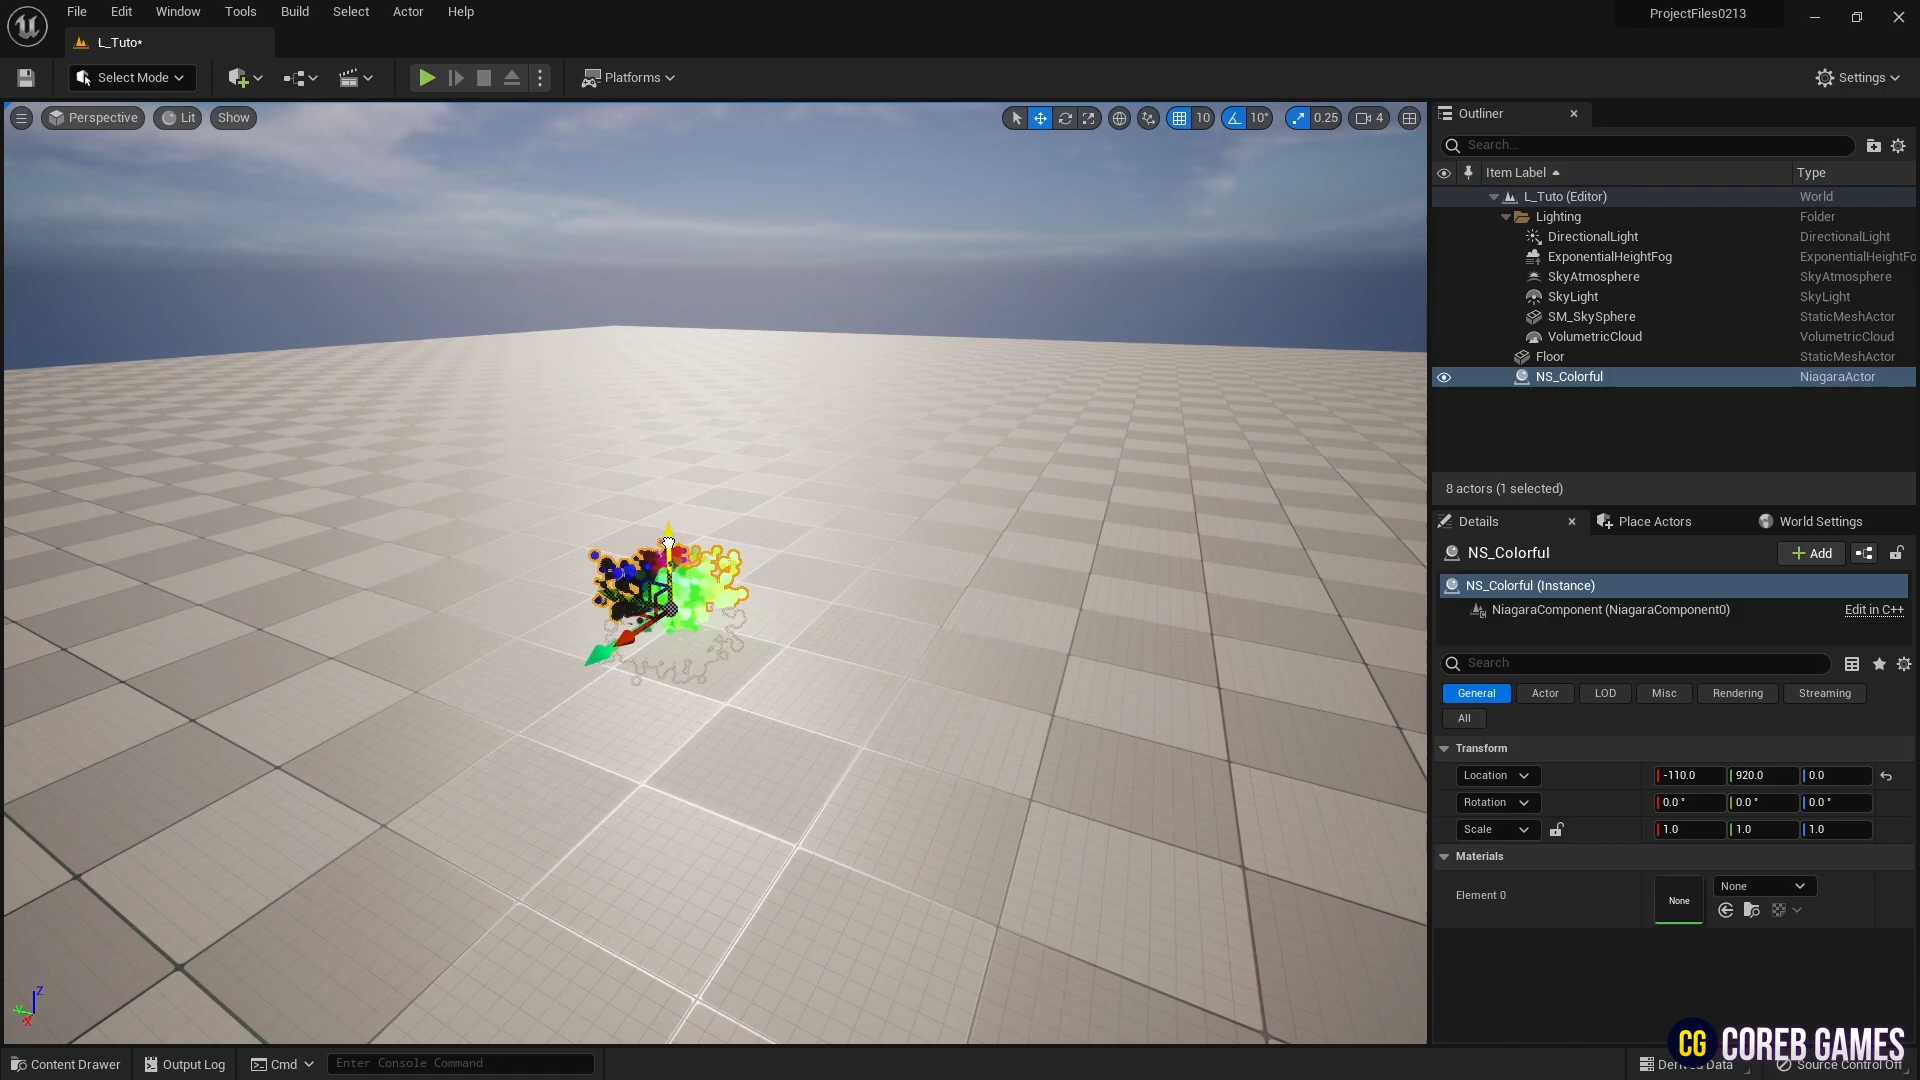 File Edit Window Tools Build Select Actor Help
ProjectFiles0213
L_Tuto*
Select Mode
Platforms
Settings
Perspective Lit Show
10 10° 0.25 4
Outliner
Search...
Item Label Type
L_Tuto (Editor) World
Lighting Folder
DirectionalLight DirectionalLight
ExponentialHeightFog ExponentialHeightFo
SkyAtmosphere SkyAtmosphere
SkyLight SkyLight
SM_SkySphere StaticMeshActor
VolumetricCloud VolumetricCloud
Floor StaticMeshActor
NS_Colorful NiagaraActor
8 actors (1 selected)
Details Place Actors World Settings
NS_Colorful + Add
NS_Colorful (Instance)
NiagaraComponent (NiagaraComponent0) Edit in C++
Search
General Actor LOD Misc Rendering Streaming
All
Transform
Location -110.0 920.0 0.0
Rotation 0.0 ° 0.0 ° 0.0 °
Scale 1.0 1.0 1.0
Materials
Element 0 None None
Z
Y
X
CG COREB GAMES
Content Drawer Output Log Cmd Enter Console Command Derived Data Source Control Off